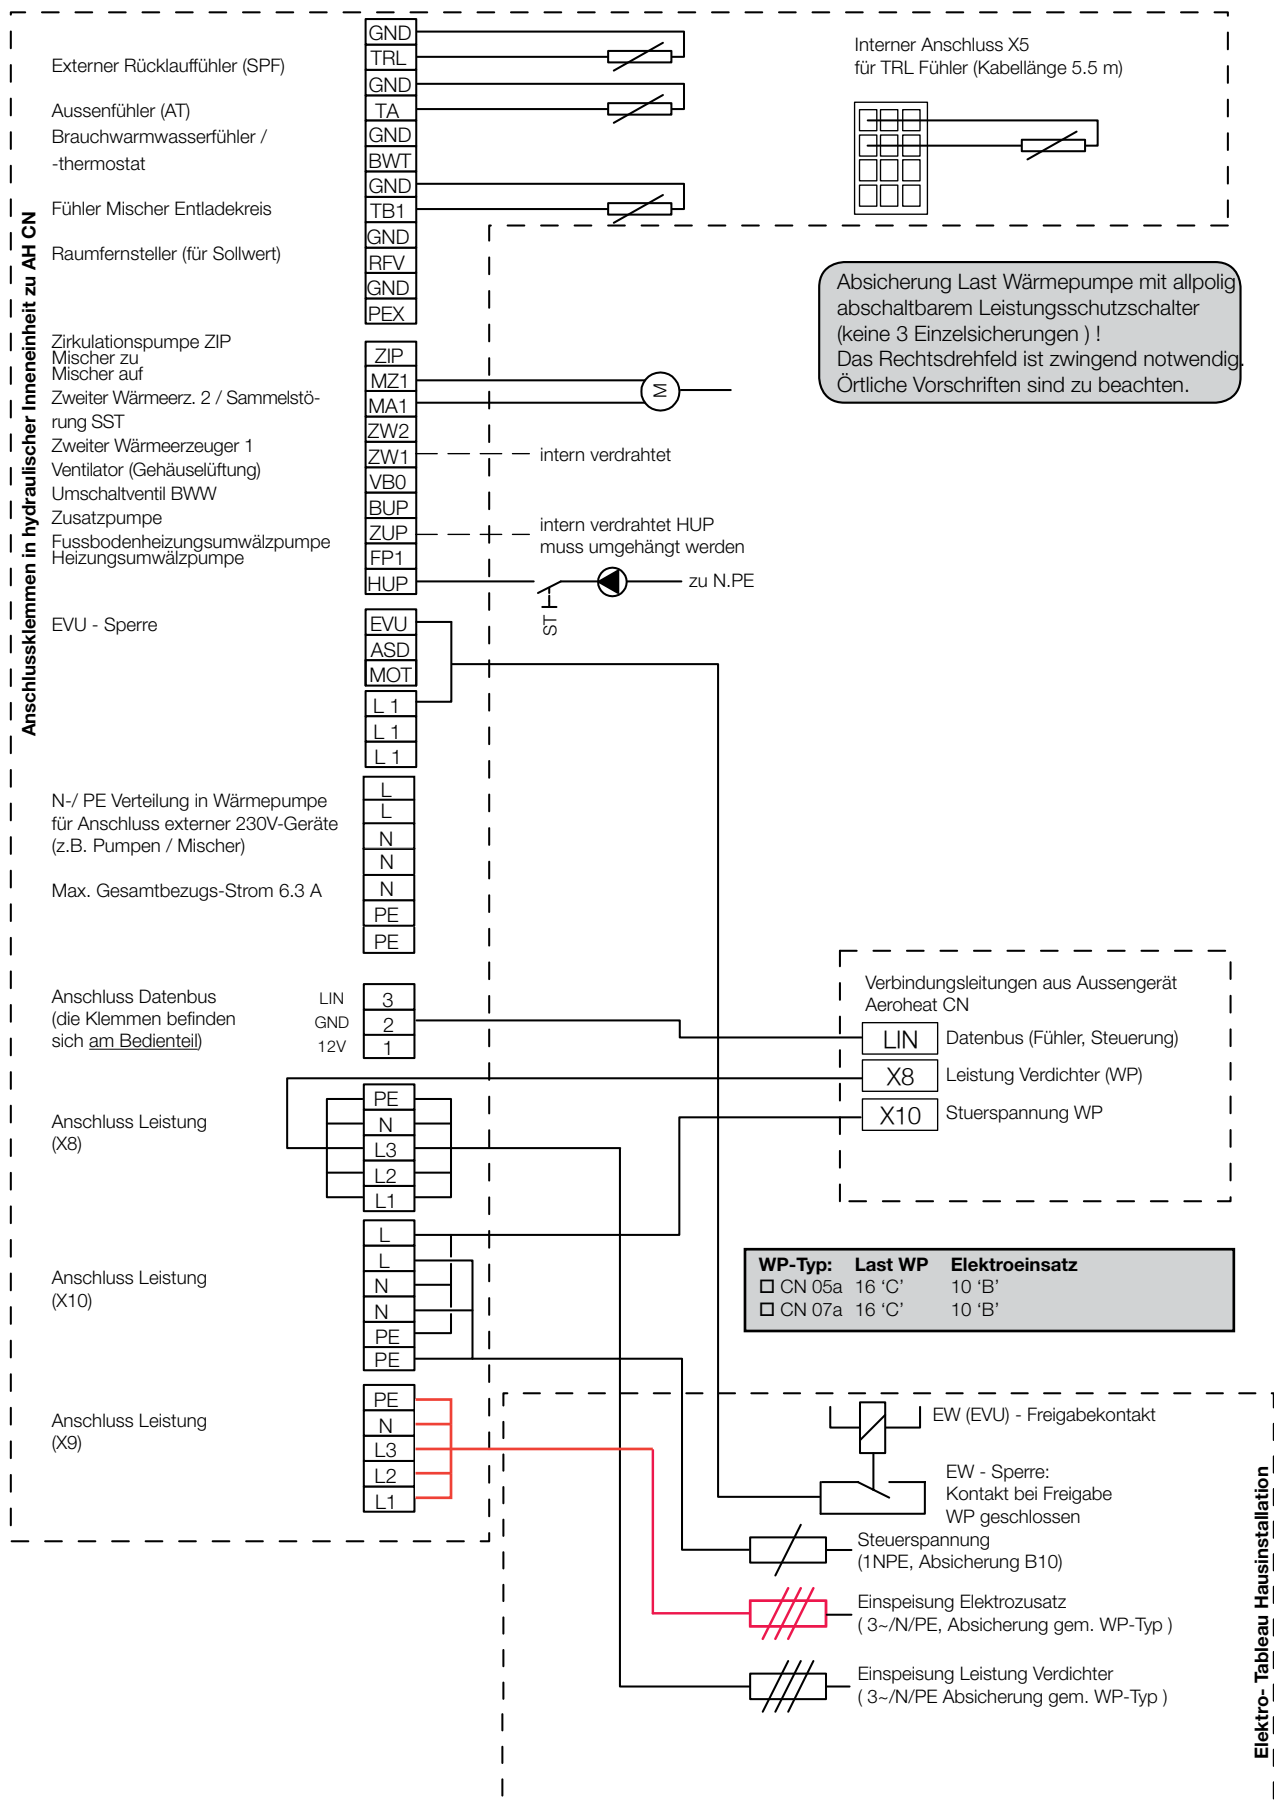 Anschlussklemmen in hydraulischer Inneneinheit zu AH CN
Externer Rücklauffühler (SPF)
Aussenfühler (AT)
Brauchwarmwasserfühler /
-thermostat
Fühler Mischer Entladekreis
Raumfernsteller (für Sollwert)
GND
TRL
GND
TA
GND
BWT
GND
TB1
GND
RFV
GND
PEX
Interner Anschluss X5
für TRL Fühler (Kabellänge 5.5 m)
Absicherung Last Wärmepumpe mit allpolig
abschaltbarem Leistungsschutzschalter
(keine 3 Einzelsicherungen ) !
Das Rechtsdrehfeld ist zwingend notwendig.
Örtliche Vorschriften sind zu beachten.
Zirkulationspumpe ZIP
Mischer zu
Mischer auf
Zweiter Wärmeerz. 2 / Sammelstö-
rung SST
Zweiter Wärmeerzeuger 1
Ventilator (Gehäuselüftung)
Umschaltventil BWW
Zusatzpumpe
Fussbodenheizungsumwälzpumpe
Heizungsumwälzpumpe
ZIP
MZ1
MA1
ZW2
ZW1
VB0
BUP
ZUP
FP1
HUP
M
intern verdrahtet
intern verdrahtet HUP
muss umgehängt werden
zu N.PE
ST
EVU - Sperre
EVU
ASD
MOT
L 1
L 1
L 1
N-/ PE Verteilung in Wärmepumpe
für Anschluss externer 230V-Geräte
(z.B. Pumpen / Mischer)
Max. Gesamtbezugs-Strom 6.3 A
L
L
N
N
N
PE
PE
Anschluss Datenbus
(die Klemmen befinden
sich am Bedienteil)
LIN 3
GND 2
12V 1
Verbindungsleitungen aus Aussengerät
Aeroheat CN
LIN Datenbus (Fühler, Steuerung)
X8 Leistung Verdichter (WP)
X10 Stuerspannung WP
Anschluss Leistung
(X8)
PE
N
L3
L2
L1
Anschluss Leistung
(X10)
L
L
N
N
PE
PE
WP-Typ: Last WP Elektroeinsatz
☐ CN 05a 16 ‘C’ 10 ‘B’
☐ CN 07a 16 ‘C’ 10 ‘B’
Anschluss Leistung
(X9)
PE
N
L3
L2
L1
EW (EVU) - Freigabekontakt
EW - Sperre:
Kontakt bei Freigabe
WP geschlossen
Steuerspannung
(1NPE, Absicherung B10)
Einspeisung Elektrozusatz
( 3~/N/PE, Absicherung gem. WP-Typ )
Einspeisung Leistung Verdichter
( 3~/N/PE Absicherung gem. WP-Typ )
Elektro- Tableau Hausinstallation